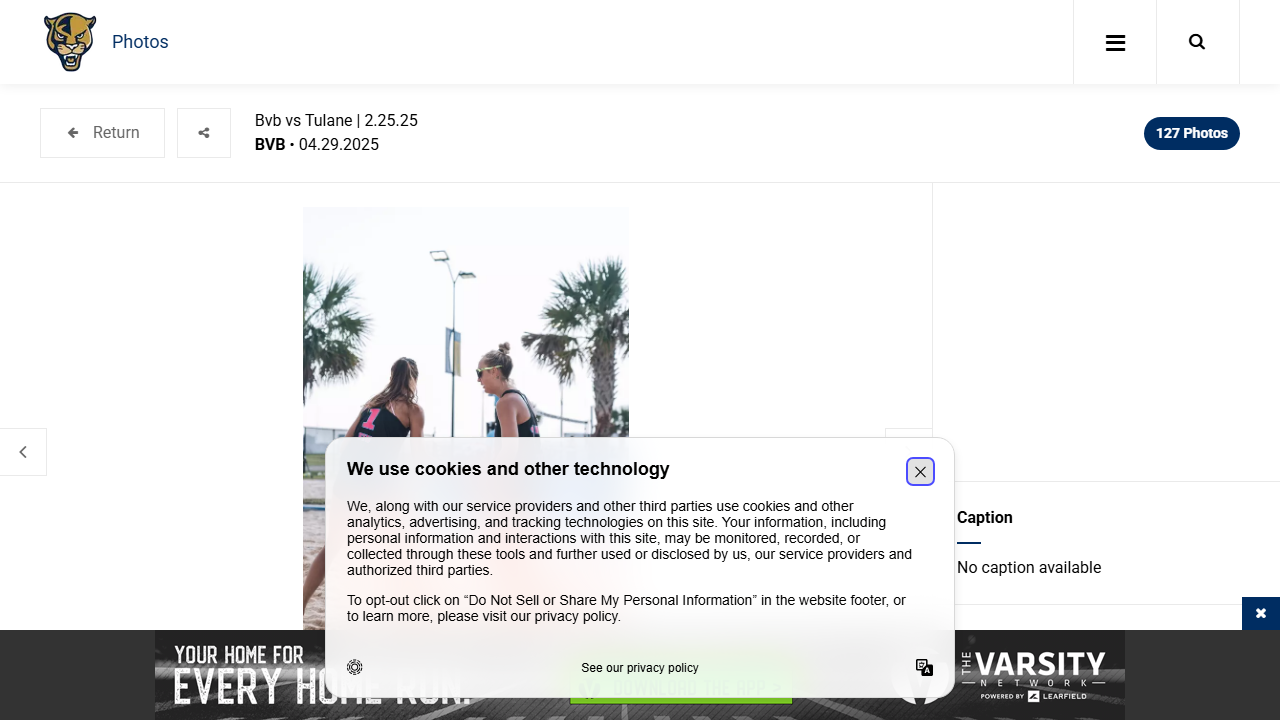 Photos
Return
Bvb vs Tulane | 2.25.25
BVB • 04.29.2025
127 Photos
1
We use cookies and other technology
We, along with our service providers and other third parties use cookies and other
analytics, advertising, and tracking technologies on this site. Your information, including
personal information and interactions with this site, may be monitored, recorded, or
collected through these tools and further used or disclosed by us, our service providers and
authorized third parties.
To opt-out click on “Do Not Sell or Share My Personal Information” in the website footer, or
to learn more, please visit our privacy policy.
See our privacy policy
Caption
No caption available
YOUR HOME FOR
EVERY HOME RUN.
DOWNLOAD THE APP >
THE VARSITY
NETWORK
POWERED BY LEARFIELD